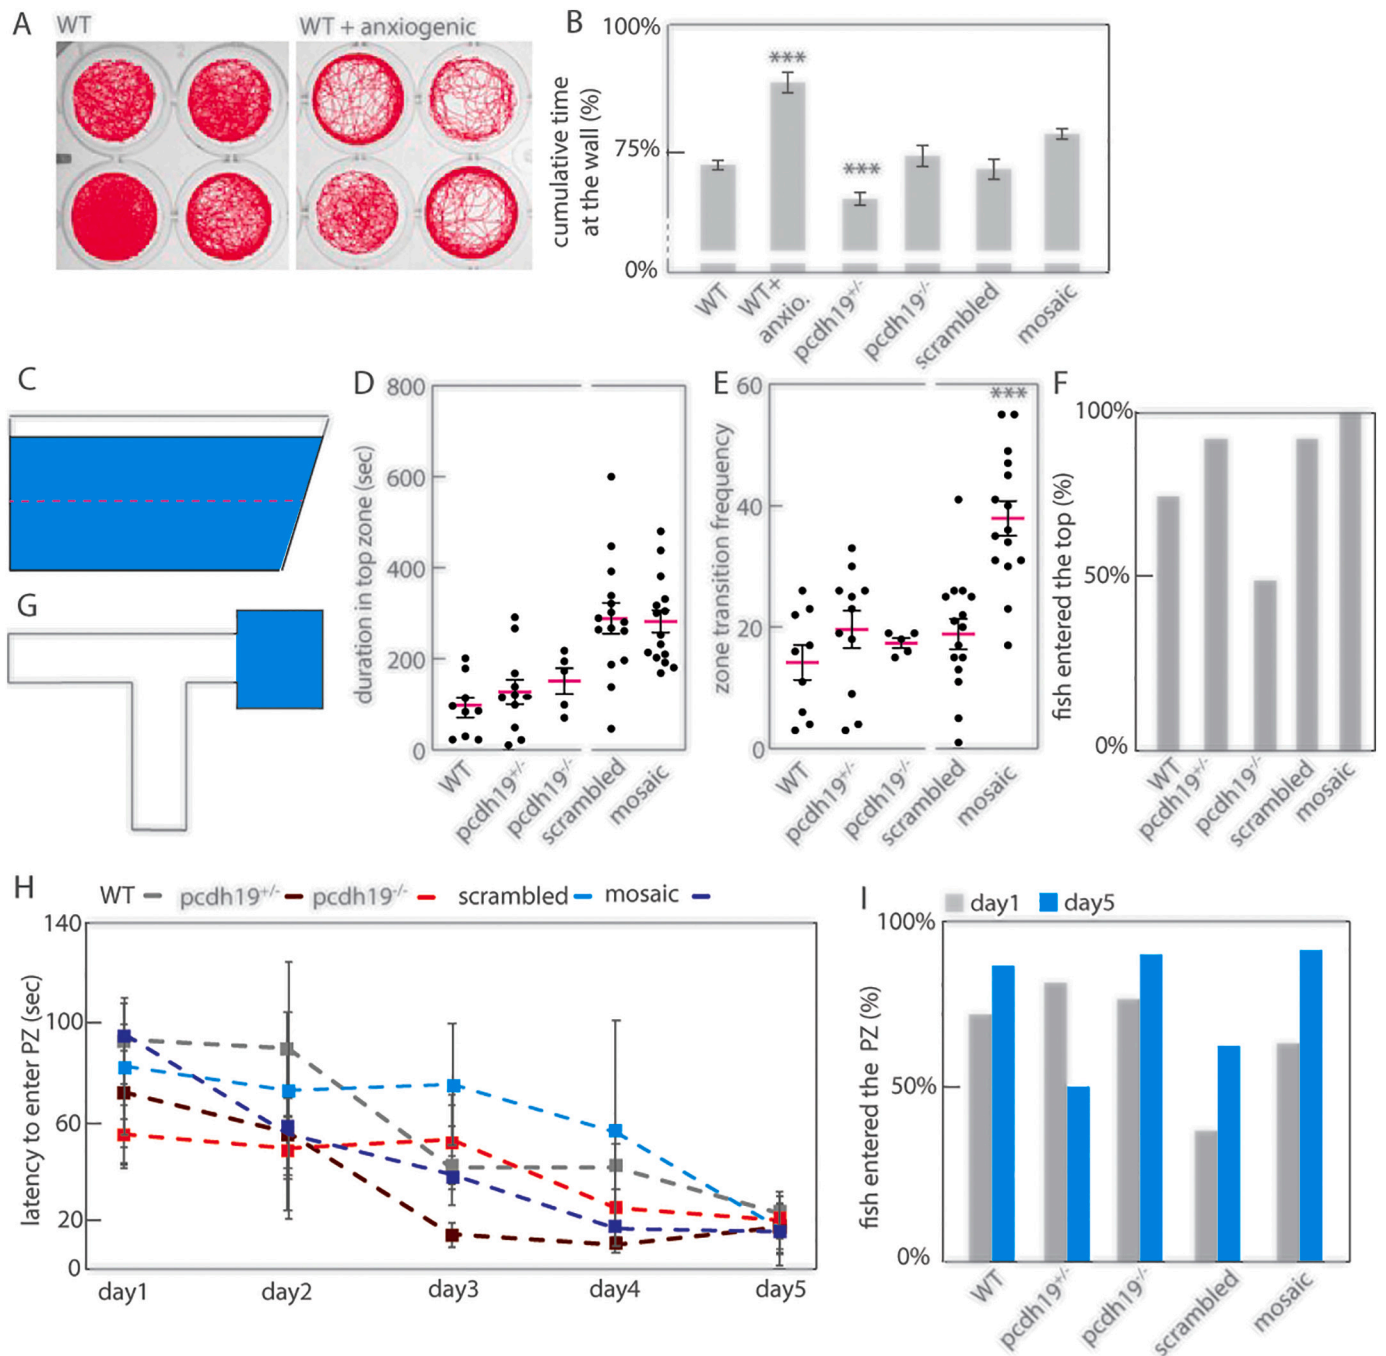 A
WT
WT + anxiogenic
B
100%
75%
0%
cumulative time
at the wall (%)
***
***
WT
WT+
anxio.
pcdh19+/-
pcdh19-/-
scrambled
mosaic
C
D
800
600
400
200
0
duration in top zone (sec)
WT
pcdh19+/-
pcdh19-/-
scrambled
mosaic
E
60
40
20
0
zone transition frequency
***
WT
pcdh19+/-
pcdh19-/-
scrambled
mosaic
F
100%
50%
0%
fish entered the top (%)
WT
pcdh19+/-
pcdh19-/-
scrambled
mosaic
G
H
WT pcdh19+/- pcdh19-/- scrambled mosaic
140
100
60
20
0
latency to enter PZ (sec)
day1 day2 day3 day4 day5
I
day1 day5
100%
50%
0%
fish entered the PZ (%)
WT
pcdh19+/-
pcdh19-/-
scrambled
mosaic